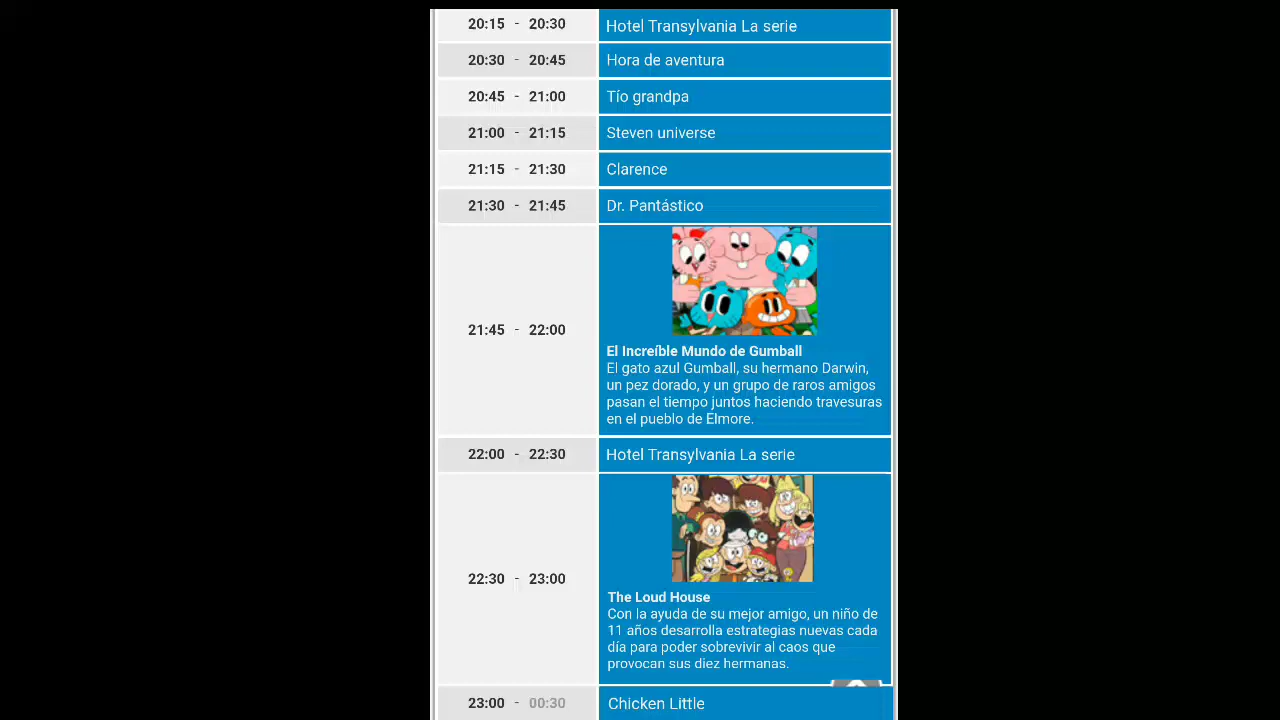 20:15 - 20:30 Hotel Transylvania La serie
20:30 - 20:45 Hora de aventura
20:45 - 21:00 Tío grandpa
21:00 - 21:15 Steven universe
21:15 - 21:30 Clarence
21:30 - 21:45 Dr. Pantástico
21:45 - 22:00
El Increíble Mundo de Gumball
El gato azul Gumball, su hermano Darwin,
un pez dorado, y un grupo de raros amigos
pasan el tiempo juntos haciendo travesuras
en el pueblo de Elmore.
22:00 - 22:30 Hotel Transylvania La serie
22:30 - 23:00
The Loud House
Con la ayuda de su mejor amigo, un niño de
11 años desarrolla estrategias nuevas cada
día para poder sobrevivir al caos que
provocan sus diez hermanas.
23:00 - 00:30 Chicken Little